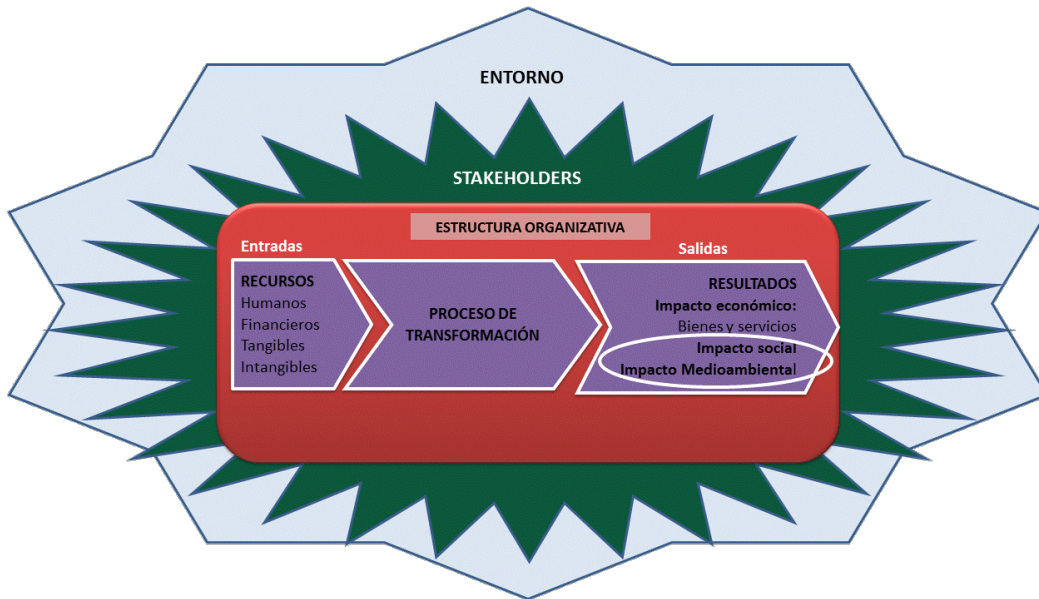 ENTORNO
STAKEHOLDERS
ESTRUCTURA ORGANIZATIVA
Entradas
RECURSOS
Humanos
Financieros
Tangibles
Intangibles
PROCESO DE
TRANSFORMACIÓN
Salidas
RESULTADOS
Impacto económico:
Bienes y servicios
Impacto social
Impacto Medioambiental